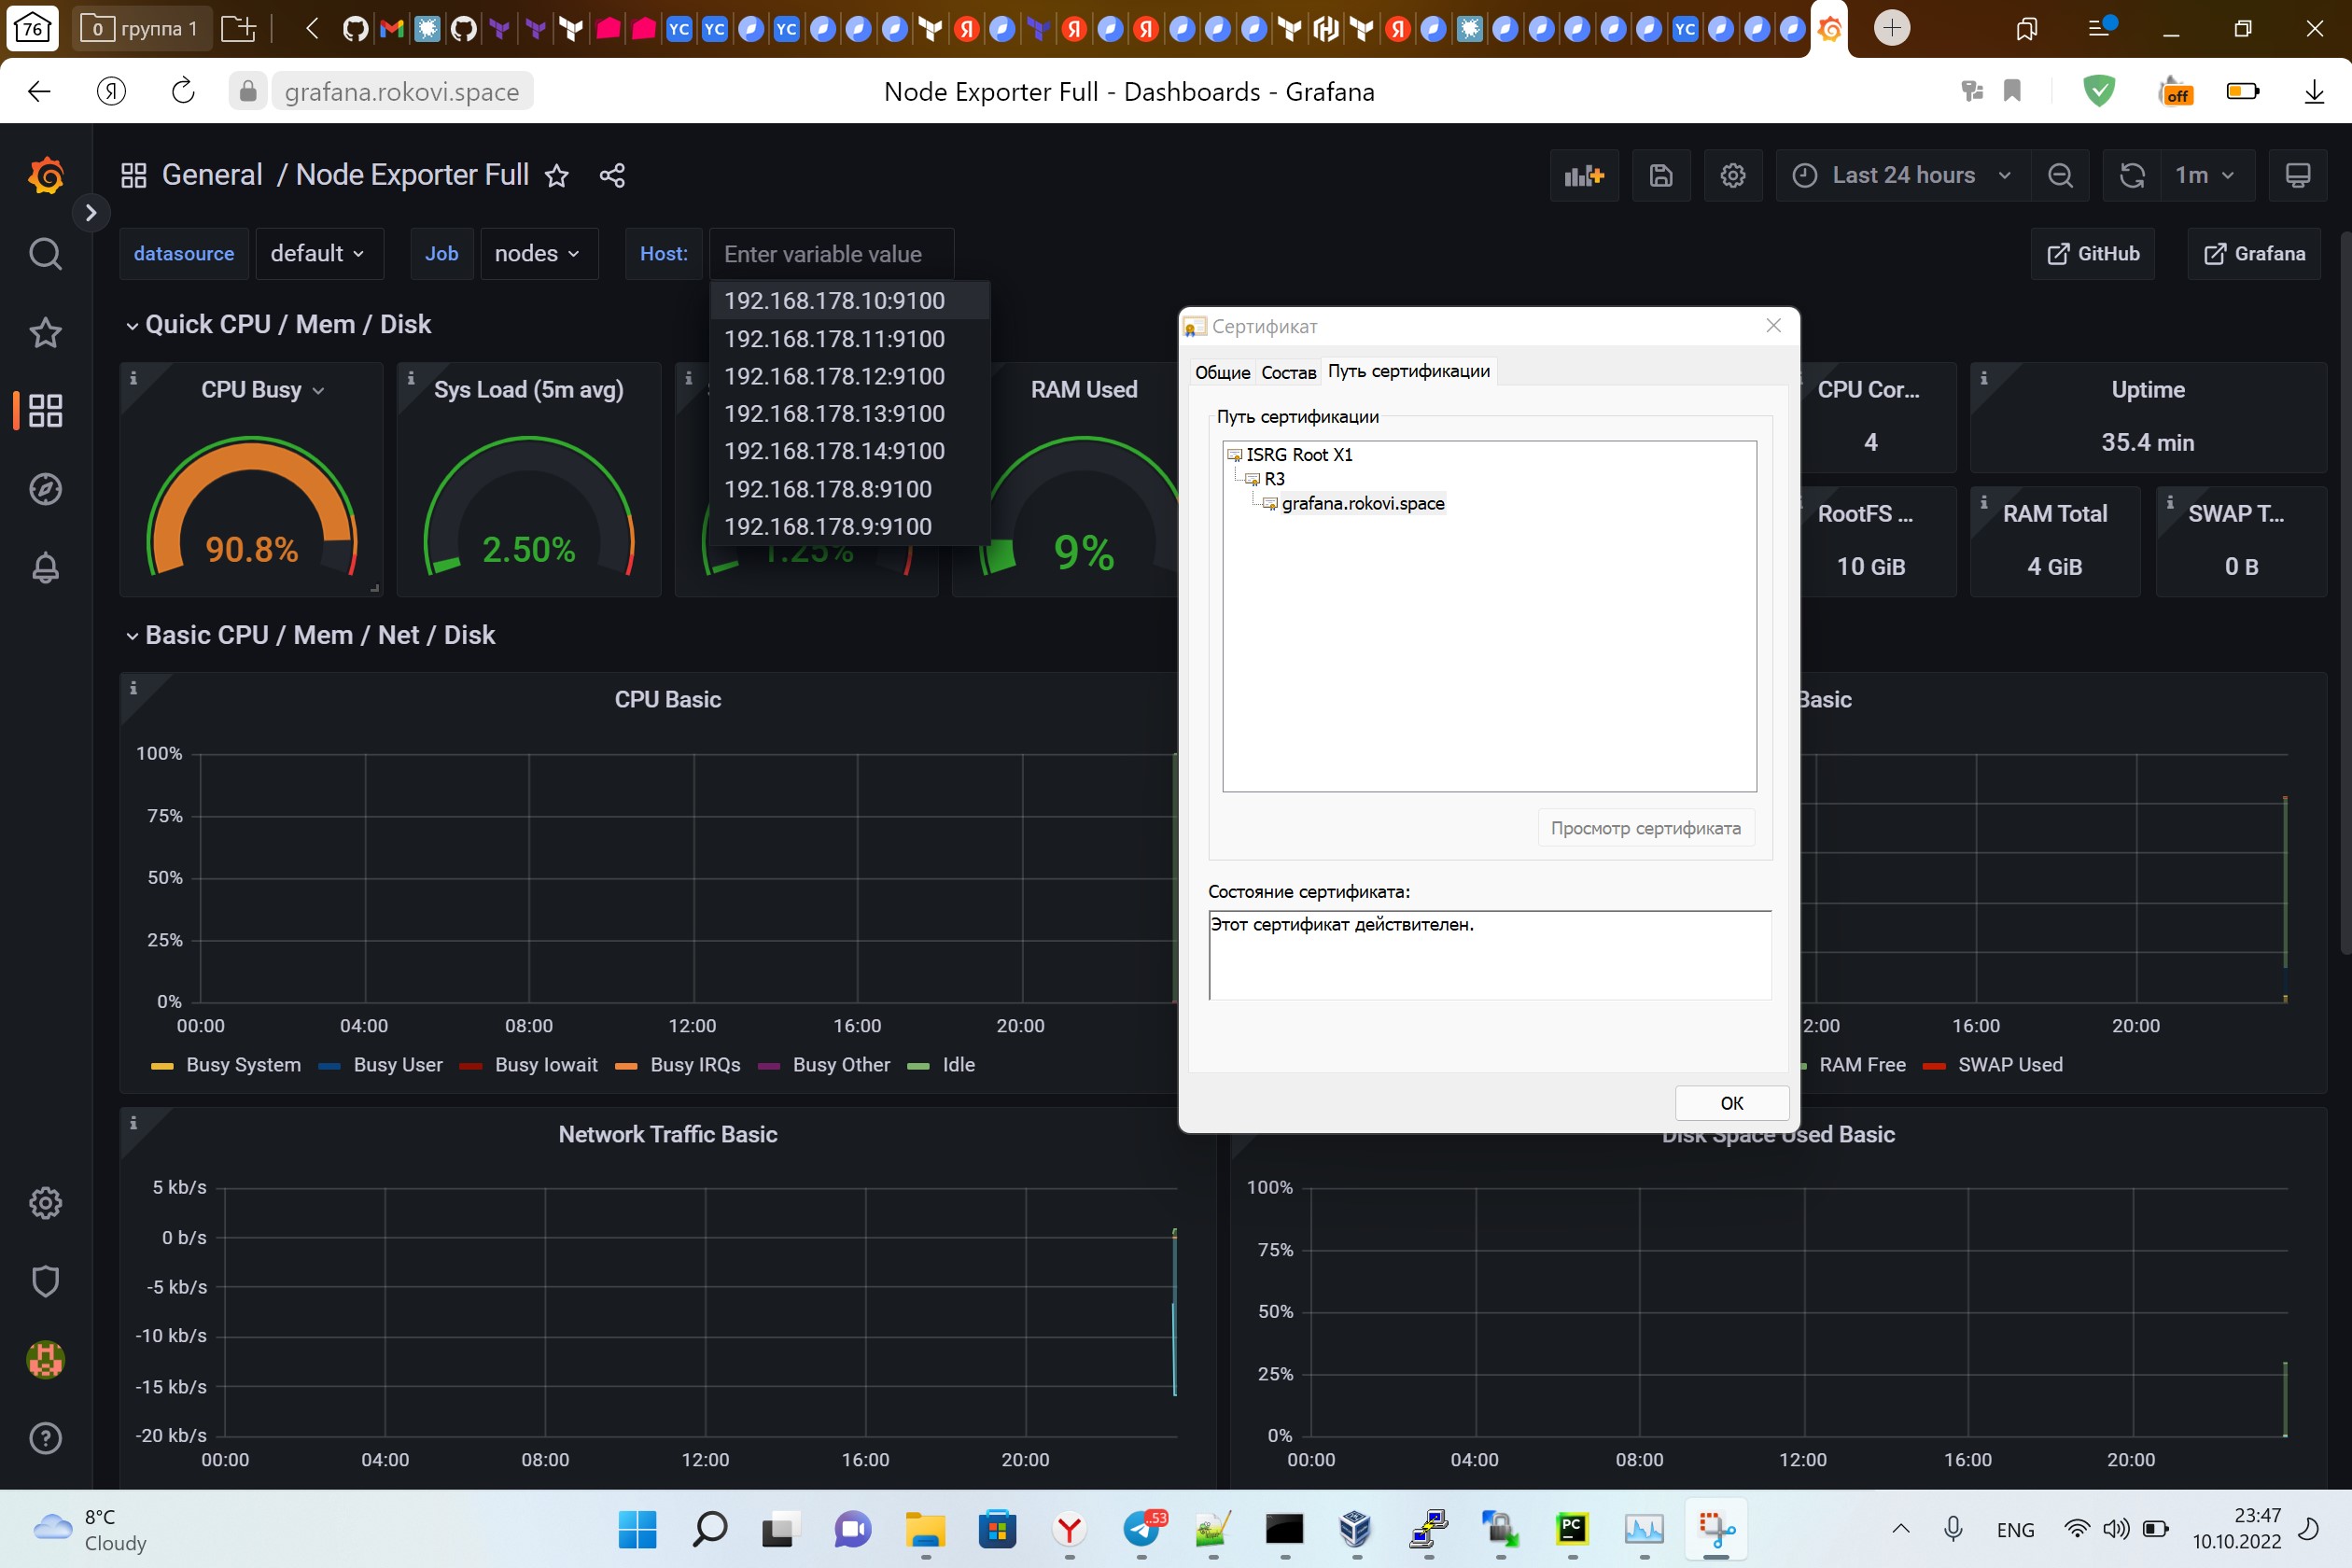 76
0 группа 1
YC YC YC Я Я Я Я YC
Я
grafana.rokovi.space
Node Exporter Full - Dashboards - Grafana
off
General / Node Exporter Full
Last 24 hours
1m
datasource default
Job nodes
Host: Enter variable value
GitHub
Grafana
192.168.178.10:9100
192.168.178.11:9100
192.168.178.12:9100
192.168.178.13:9100
192.168.178.14:9100
192.168.178.8:9100
192.168.178.9:9100
Quick CPU / Mem / Disk
CPU Busy
90.8%
Sys Load (5m avg)
2.50%
1.25%
RAM Used
9%
CPU Cor...
4
Uptime
35.4 min
RootFS ...
10 GiB
RAM Total
4 GiB
SWAP T...
0 B
Сертификат
Общие Состав Путь сертификации
Путь сертификации
ISRG Root X1
R3
grafana.rokovi.space
Просмотр сертификата
Состояние сертификата:
Этот сертификат действителен.
ОК
Basic CPU / Mem / Net / Disk
CPU Basic
100%
75%
50%
25%
0%
00:00 04:00 08:00 12:00 16:00 20:00
Busy System Busy User Busy Iowait Busy IRQs Busy Other Idle
Basic
2:00 16:00 20:00
RAM Free SWAP Used
Network Traffic Basic
5 kb/s
0 b/s
-5 kb/s
-10 kb/s
-15 kb/s
-20 kb/s
00:00 04:00 08:00 12:00 16:00 20:00
Disk Space Used Basic
100%
75%
50%
25%
0%
00:00 04:00 08:00 12:00 16:00 20:00
8°C
Cloudy
53
PC
ENG
23:47
10.10.2022